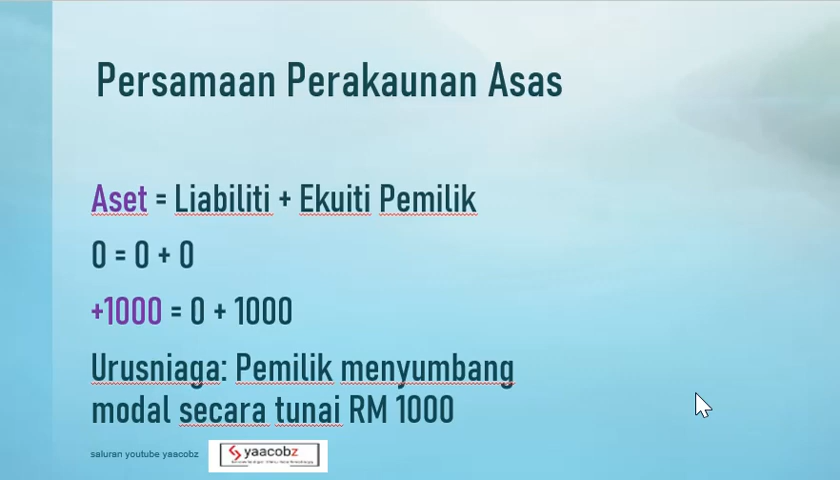 Persamaan Perakaunan Asas
Aset = Liabiliti + Ekuiti Pemilik
0 = 0 + 0
+1000 = 0 + 1000
Urusniaga: Pemilik menyumbang
modal secara tunai RM 1000
saluran youtube yaacobz
yaacobz